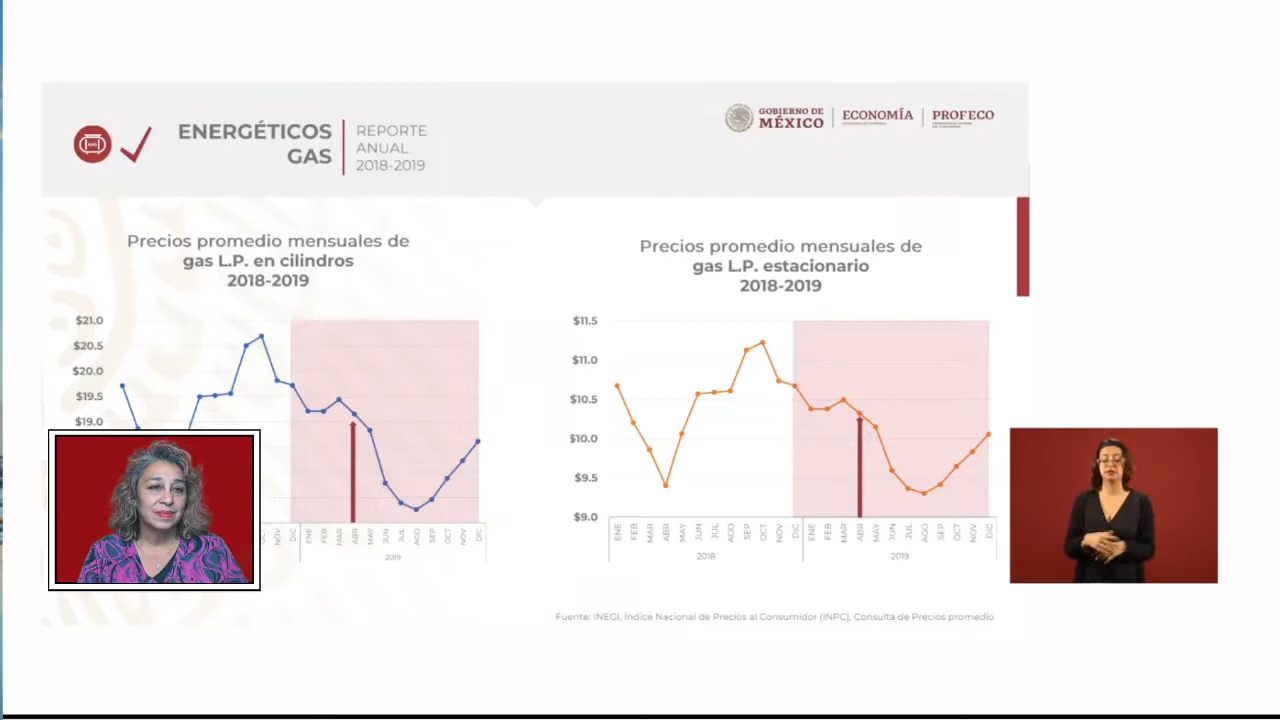 GAS
ENERGÉTICOS
GAS
REPORTE
ANUAL
2018-2019
GOBIERNO DE
MÉXICO
ECONOMÍA
PROFECO
Precios promedio mensuales de
gas L.P. en cilindros
2018-2019
$21.0
$20.5
$20.0
$19.5
$19.0
OCT
NOV
DIC
ENE
FEB
MAR
ABR
MAY
JUN
JUL
AGO
SEP
OCT
NOV
DIC
2019
Precios promedio mensuales de
gas L.P. estacionario
2018-2019
$11.5
$11.0
$10.5
$10.0
$9.5
$9.0
ENE
FEB
MAR
ABR
MAY
JUN
JUL
AGO
SEP
OCT
NOV
DIC
ENE
FEB
MAR
ABR
MAY
JUN
JUL
AGO
SEP
OCT
NOV
DIC
2018
2019
Fuente: INEGI, Índice Nacional de Precios al Consumidor (INPC), Consulta de Precios promedio